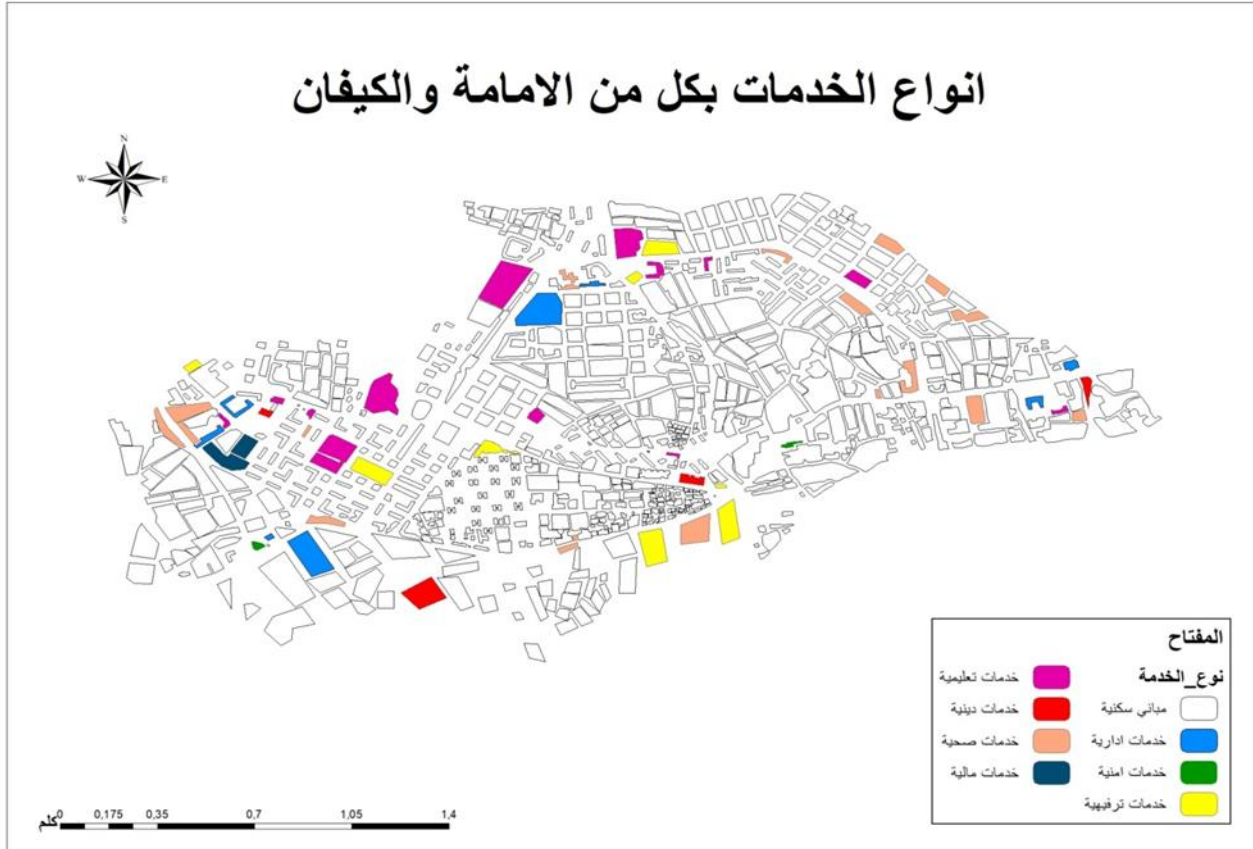 انواع الخدمات بكل من الامامة والكيفان
N
W E
S
المفتاح
نوع_الخدمة
مباني سكنية
خدمات ادارية
خدمات امنية
خدمات ترفيهية
خدمات تعليمية
خدمات دينية
خدمات صحية
خدمات مالية
0 0,175 0,35 0,7 1,05 1,4
كلم